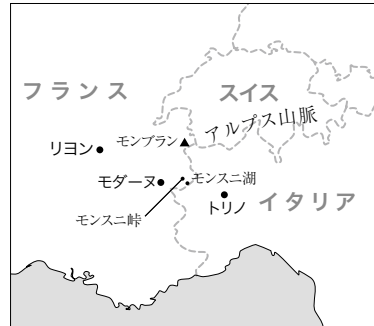 フランス
スイス
アルプス山脈
モンブラン
リヨン
モダーヌ
モンスニ湖
トリノ
イタリア
モンスニ峠